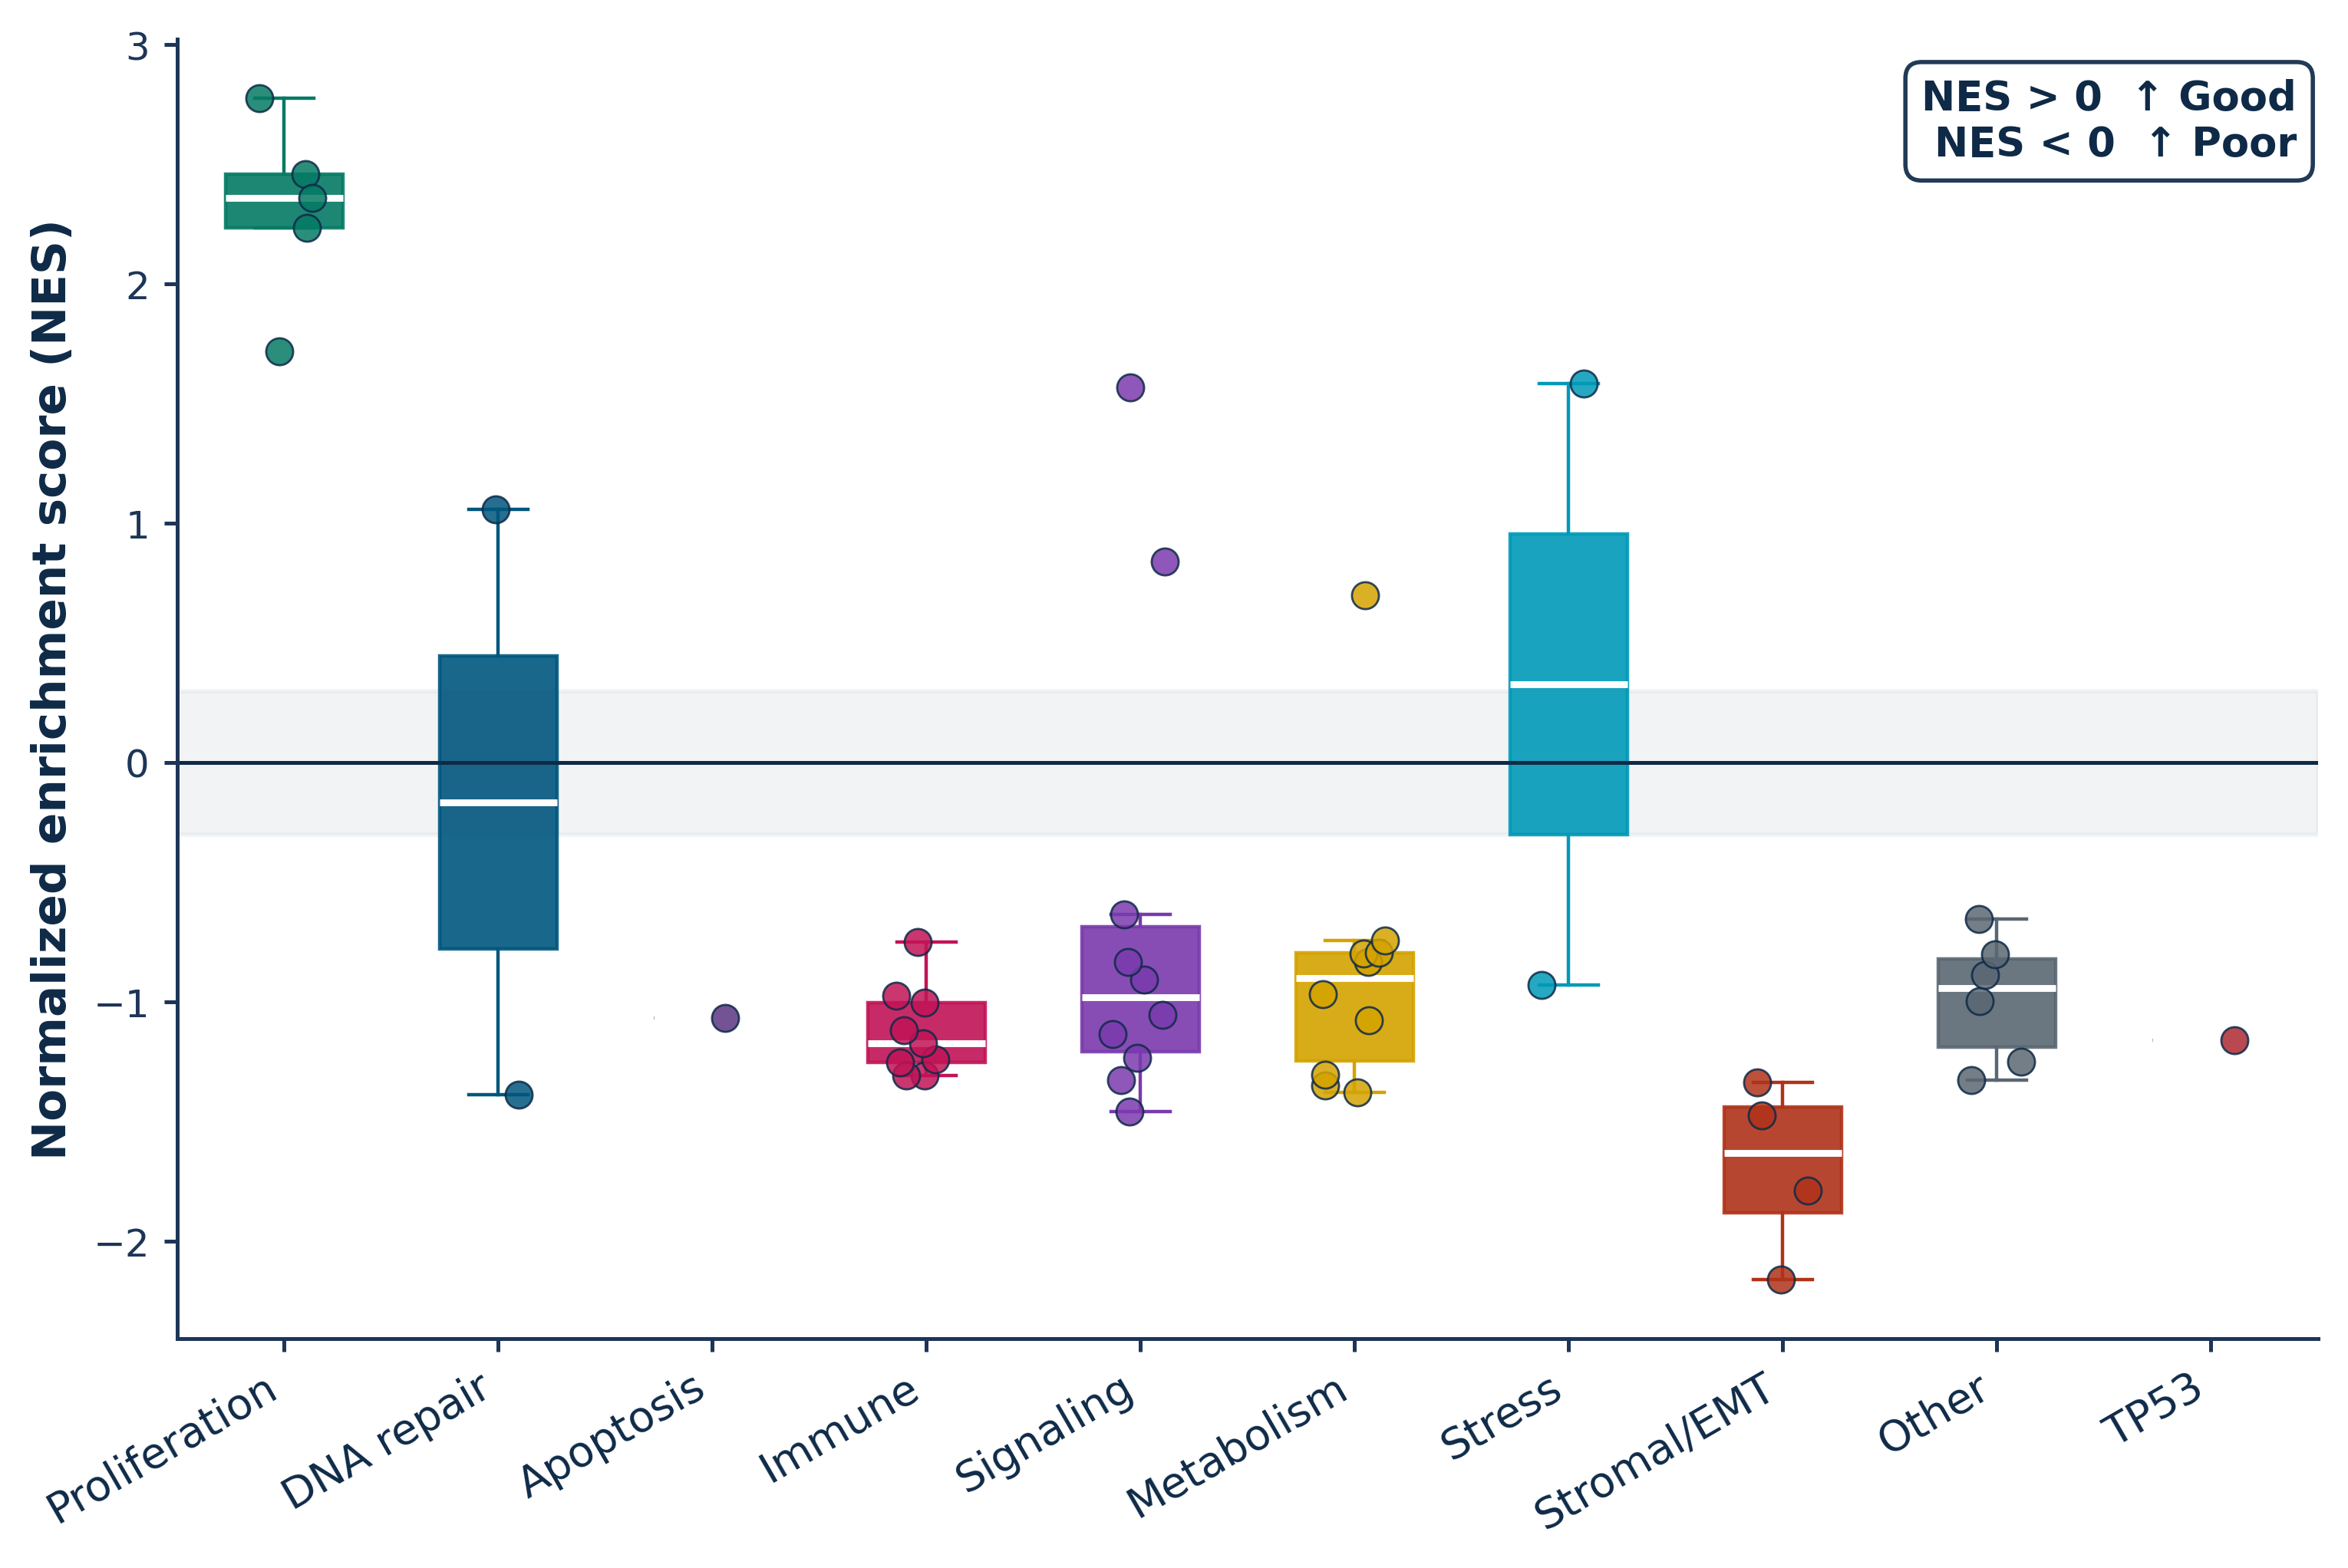 NES > 0 ↑ Good
NES < 0 ↑ Poor
Normalized enrichment score (NES)
3
2
1
0
−1
−2
Proliferation
DNA repair
Apoptosis
Immune
Signaling
Metabolism
Stress
Stromal/EMT
Other
TP53